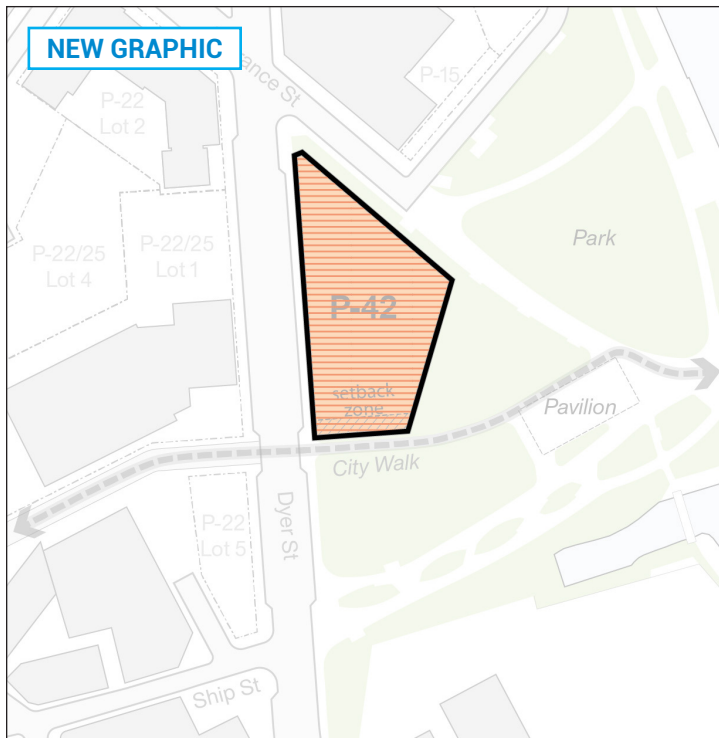 NEW GRAPHIC
ance St
P-15
P-22
Lot 2
P-22/25
Lot 4
P-22/25
Lot 1
Park
P-42
setback
zone
Pavilion
City Walk
P-22
Lot 5
Dyer St
Ship St